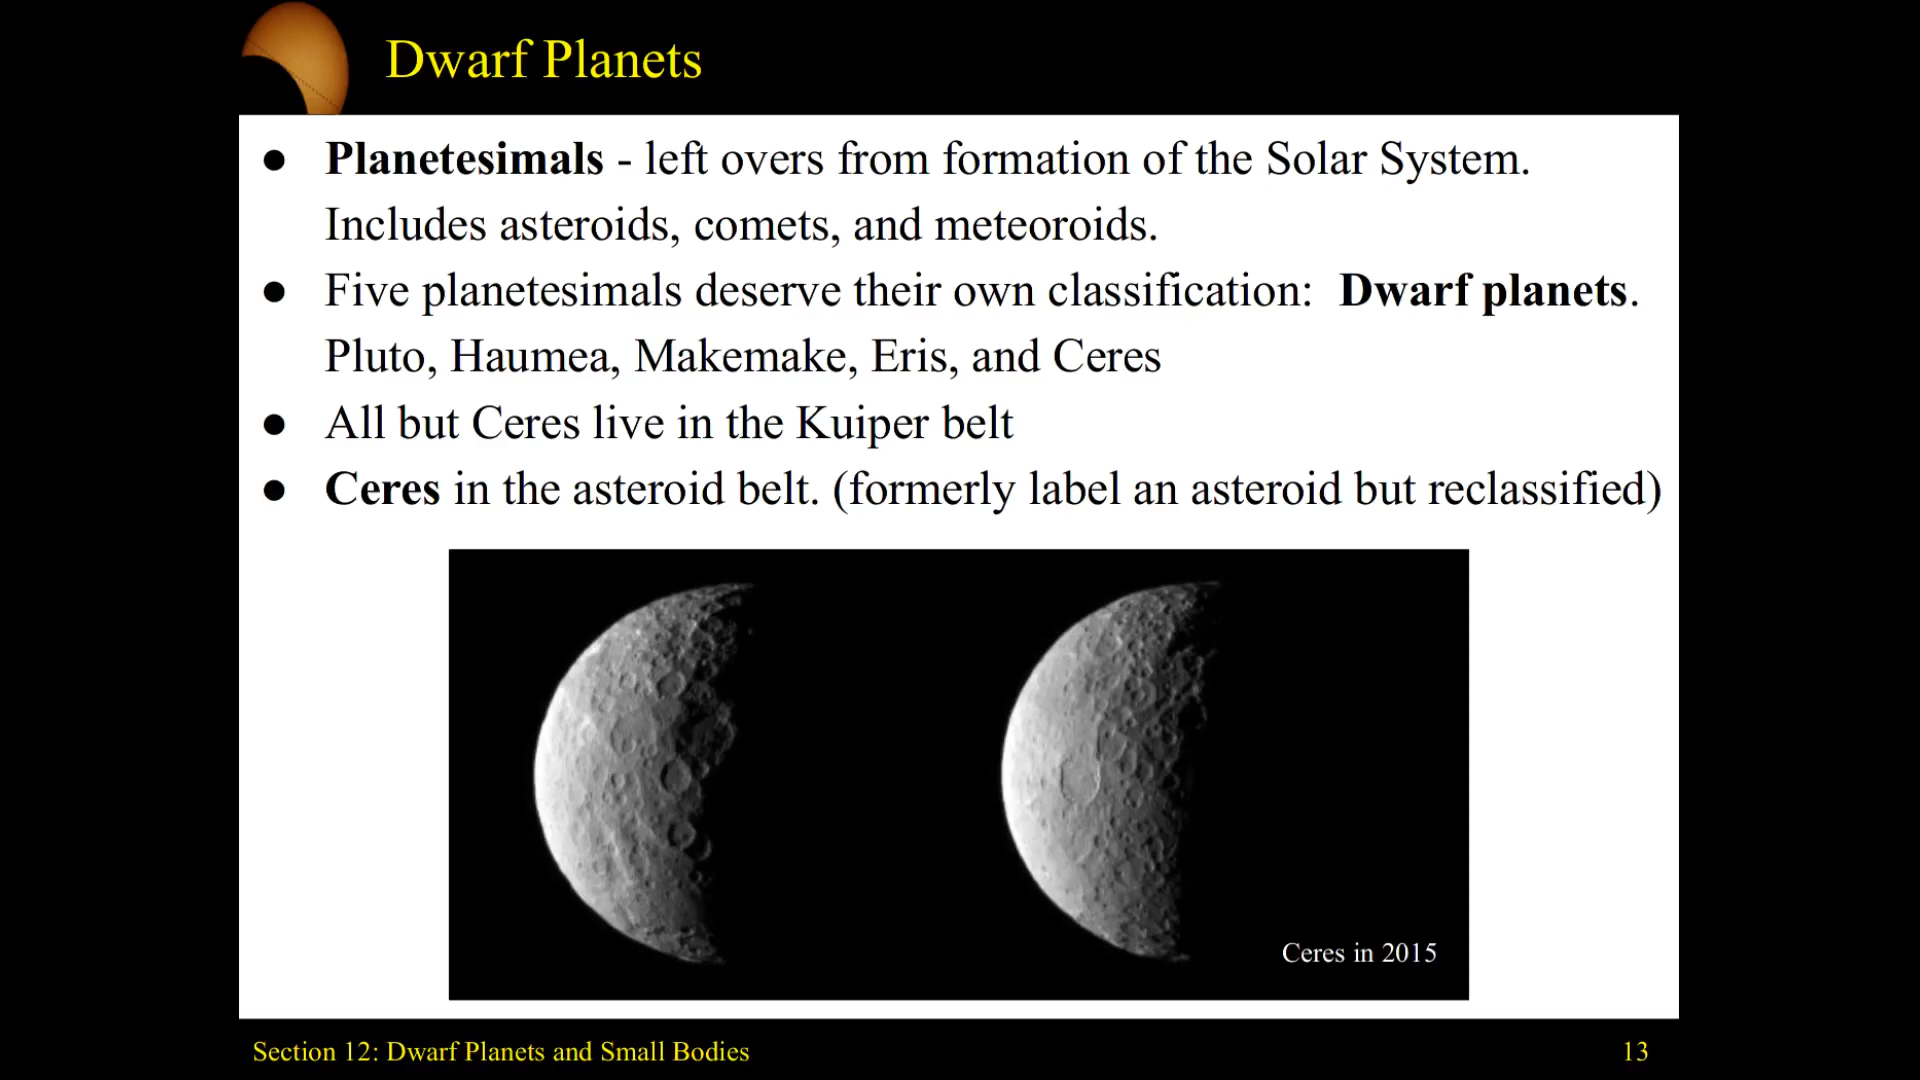 Dwarf Planets
● Planetesimals - left overs from formation of the Solar System.
Includes asteroids, comets, and meteoroids.
● Five planetesimals deserve their own classification: Dwarf planets.
Pluto, Haumea, Makemake, Eris, and Ceres
● All but Ceres live in the Kuiper belt
● Ceres in the asteroid belt. (formerly label an asteroid but reclassified)
Ceres in 2015
Section 12: Dwarf Planets and Small Bodies
13